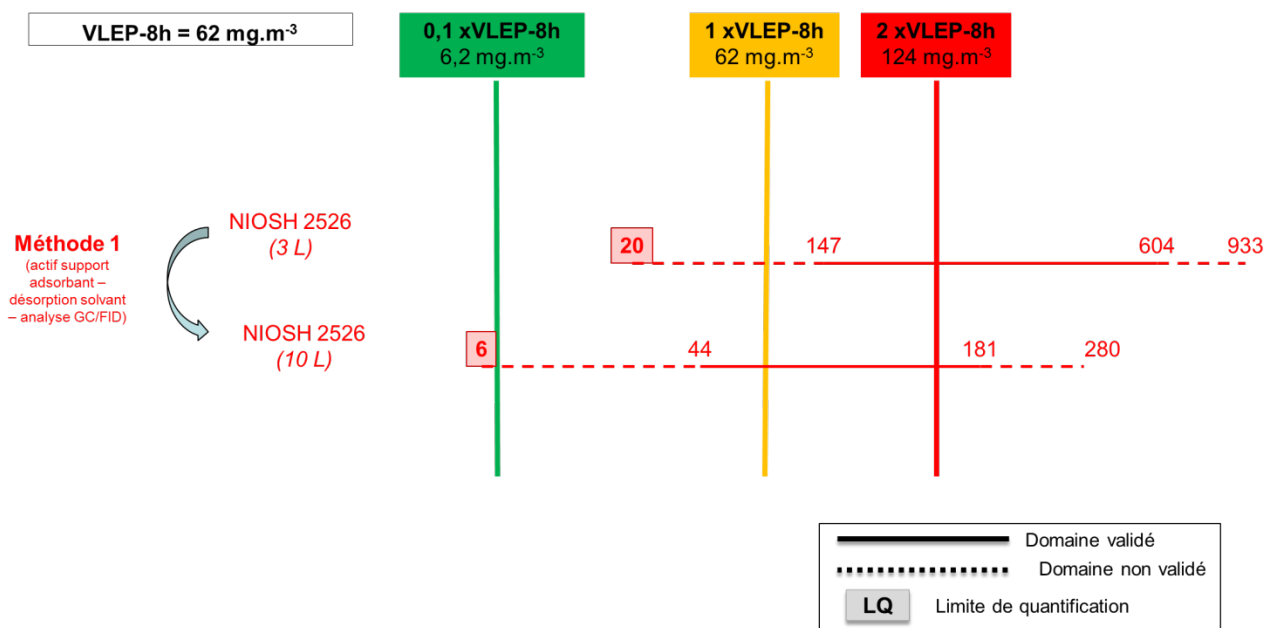 VLEP-8h = 62 mg.m⁻³
0,1 xVLEP-8h
6,2 mg.m⁻³
1 xVLEP-8h
62 mg.m⁻³
2 xVLEP-8h
124 mg.m⁻³
Méthode 1
(actif support
adsorbant –
désorption solvant
– analyse GC/FID)
NIOSH 2526
(3 L)
20
147
604
933
NIOSH 2526
(10 L)
6
44
181
280
Domaine validé
Domaine non validé
LQ
Limite de quantification